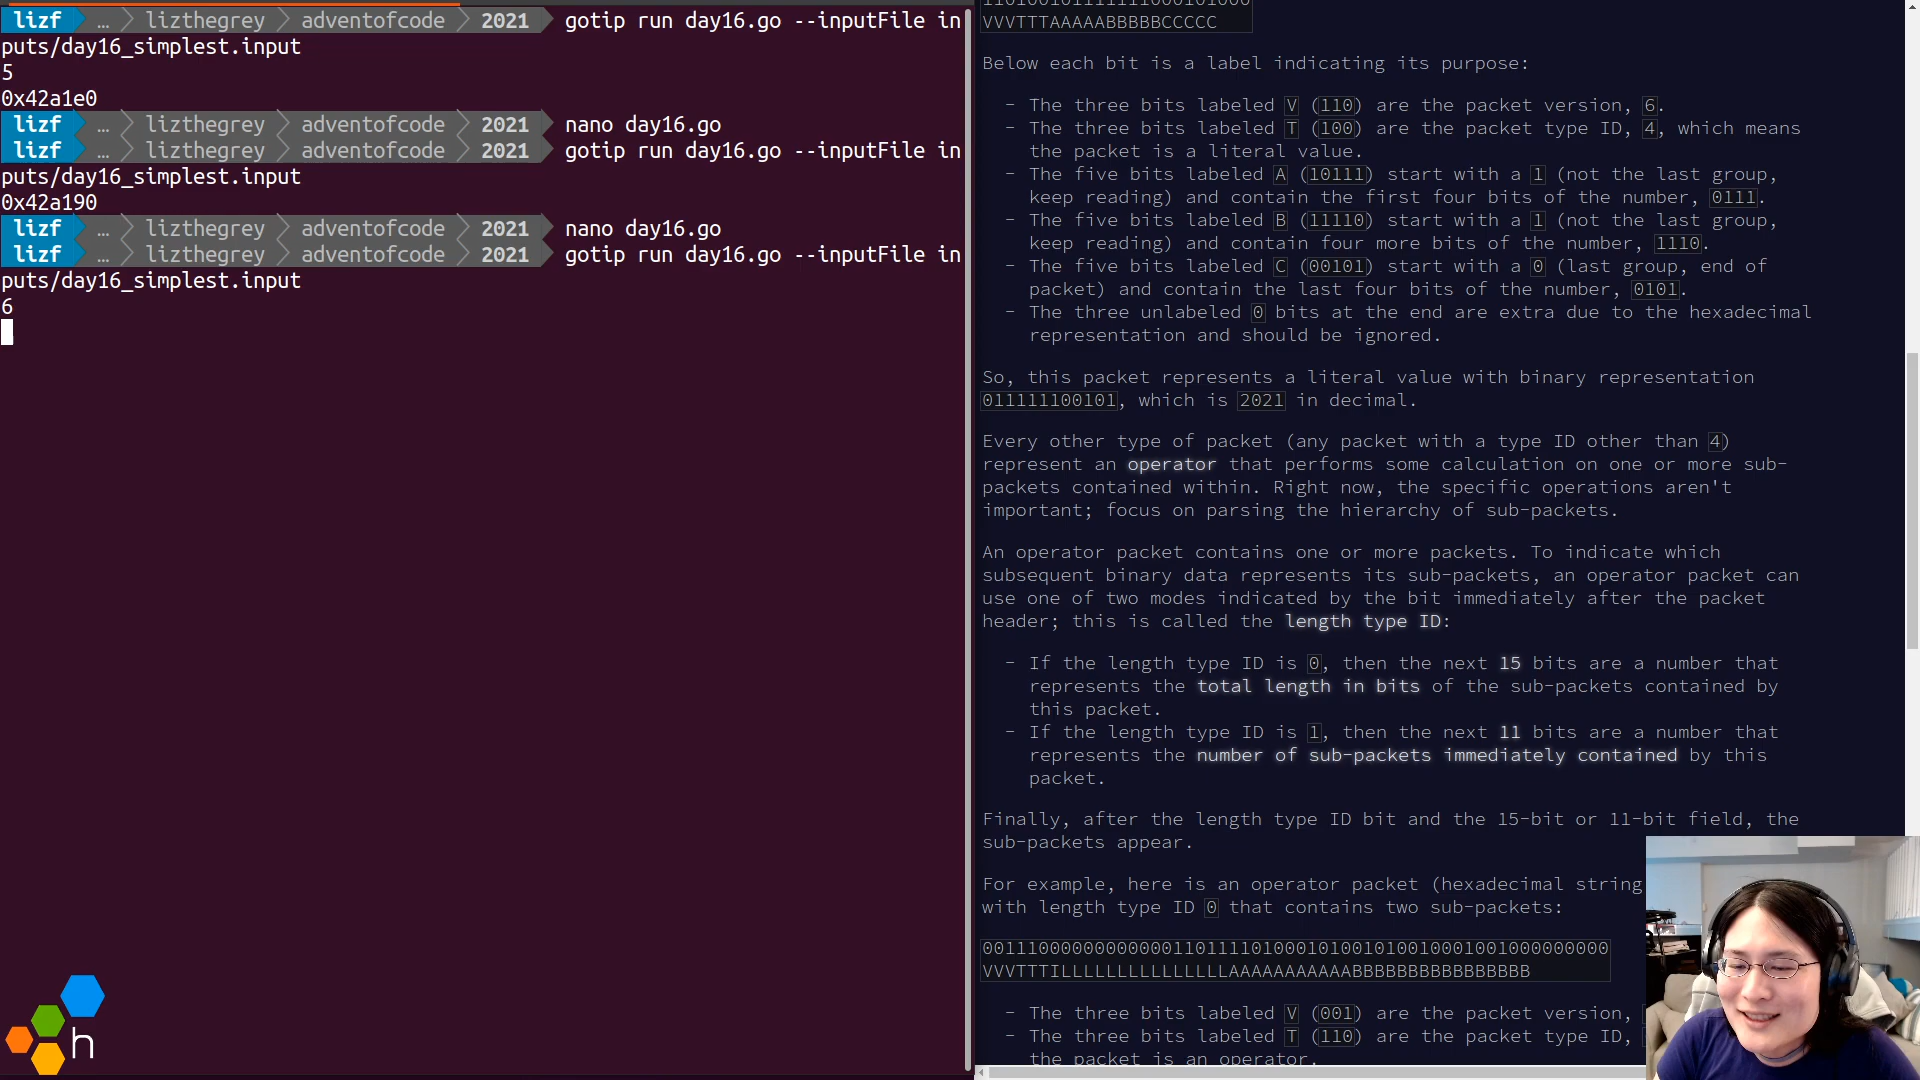 lizf … lizthegrey adventofcode 2021 gotip run day16.go --inputFile in
puts/day16_simplest.input
5
0x42a1e0
lizf … lizthegrey adventofcode 2021 nano day16.go
lizf … lizthegrey adventofcode 2021 gotip run day16.go --inputFile in
puts/day16_simplest.input
0x42a190
lizf … lizthegrey adventofcode 2021 nano day16.go
lizf … lizthegrey adventofcode 2021 gotip run day16.go --inputFile in
puts/day16_simplest.input
6
h
VVVTTTAAAAABBBBBCCCCC
Below each bit is a label indicating its purpose:
- The three bits labeled V (110) are the packet version, 6.
- The three bits labeled T (100) are the packet type ID, 4, which means
the packet is a literal value.
- The five bits labeled A (10111) start with a 1 (not the last group,
keep reading) and contain the first four bits of the number, 0111.
- The five bits labeled B (11110) start with a 1 (not the last group,
keep reading) and contain four more bits of the number, 1110.
- The five bits labeled C (00101) start with a 0 (last group, end of
packet) and contain the last four bits of the number, 0101.
- The three unlabeled 0 bits at the end are extra due to the hexadecimal
representation and should be ignored.
So, this packet represents a literal value with binary representation
011111100101, which is 2021 in decimal.
Every other type of packet (any packet with a type ID other than 4)
represent an operator that performs some calculation on one or more sub-
packets contained within. Right now, the specific operations aren't
important; focus on parsing the hierarchy of sub-packets.
An operator packet contains one or more packets. To indicate which
subsequent binary data represents its sub-packets, an operator packet can
use one of two modes indicated by the bit immediately after the packet
header; this is called the length type ID:
- If the length type ID is 0, then the next 15 bits are a number that
represents the total length in bits of the sub-packets contained by
this packet.
- If the length type ID is 1, then the next 11 bits are a number that
represents the number of sub-packets immediately contained by this
packet.
Finally, after the length type ID bit and the 15-bit or 11-bit field, the
sub-packets appear.
For example, here is an operator packet (hexadecimal string
with length type ID 0 that contains two sub-packets:
00111000000000000110111101000101001010010001001000000000
VVVTTTILLLLLLLLLLLLLLLAAAAAAAAAAABBBBBBBBBBBBBBBB
- The three bits labeled V (001) are the packet version,
- The three bits labeled T (110) are the packet type ID,
the packet is an operator.